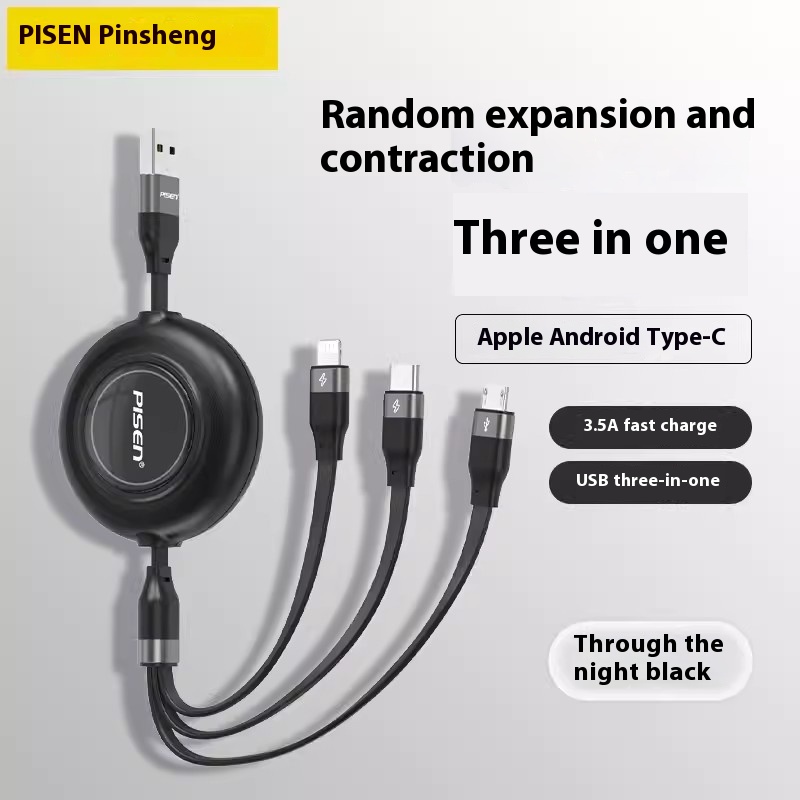 PISEN Pinsheng
Random expansion and
contraction
Three in one
Apple Android Type-C
3.5A fast charge
USB three-in-one
Through the
night black
PISEN
PISEN®